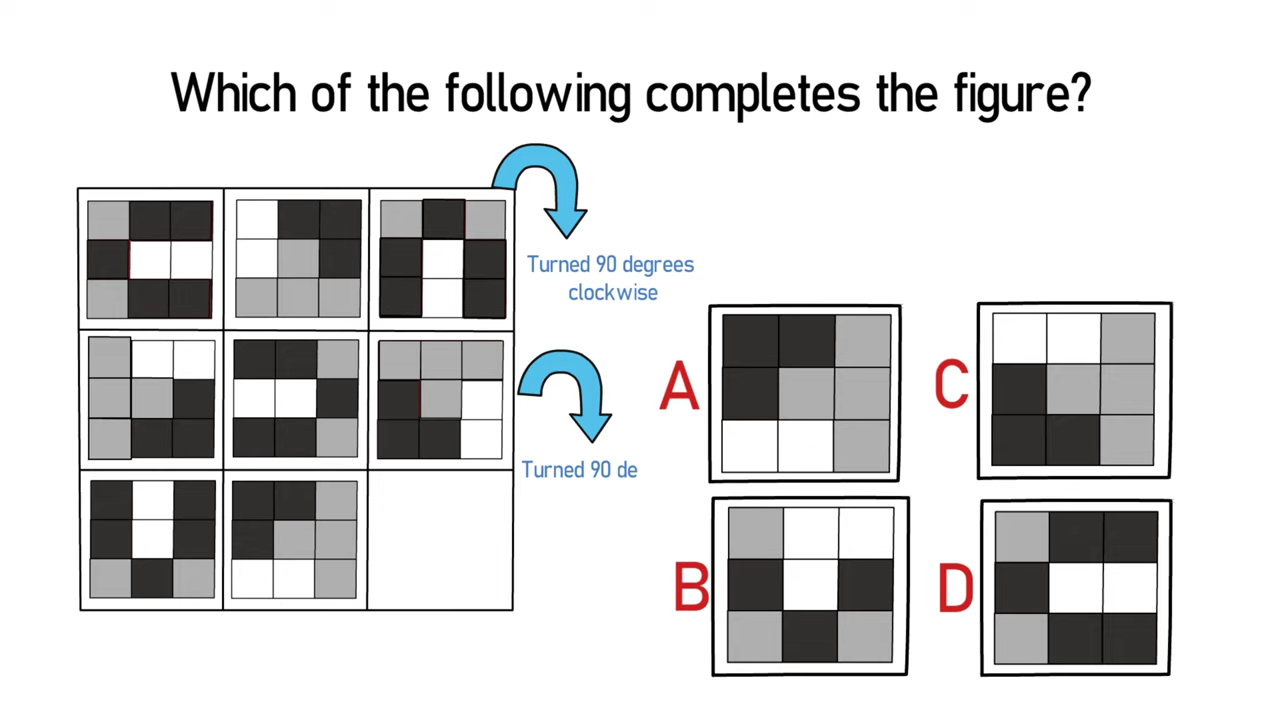 Which of the following completes the figure?
Turned 90 degrees
clockwise
Turned 90 de
A
C
B
D